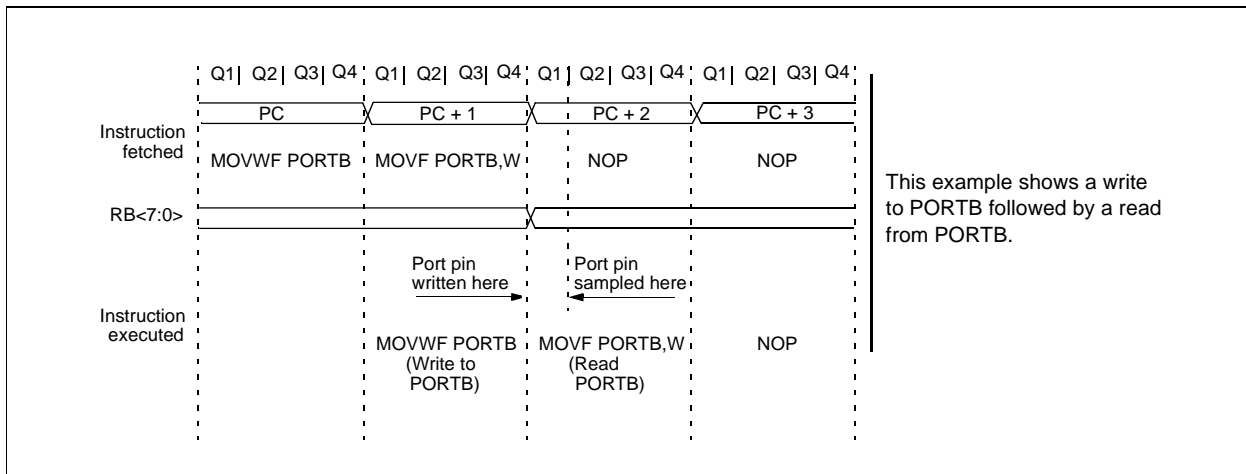 Q1| Q2| Q3| Q4 Q1| Q2| Q3| Q4 Q1| Q2| Q3| Q4 Q1| Q2| Q3| Q4
PC PC + 1 PC + 2 PC + 3
Instruction
fetched
MOVWF PORTB MOVF PORTB,W NOP NOP
This example shows a write
to PORTB followed by a read
from PORTB.
RB<7:0>
Port pin
written here
Port pin
sampled here
Instruction
executed
MOVWF PORTB
(Write to
PORTB)
MOVF PORTB,W
(Read
PORTB)
NOP